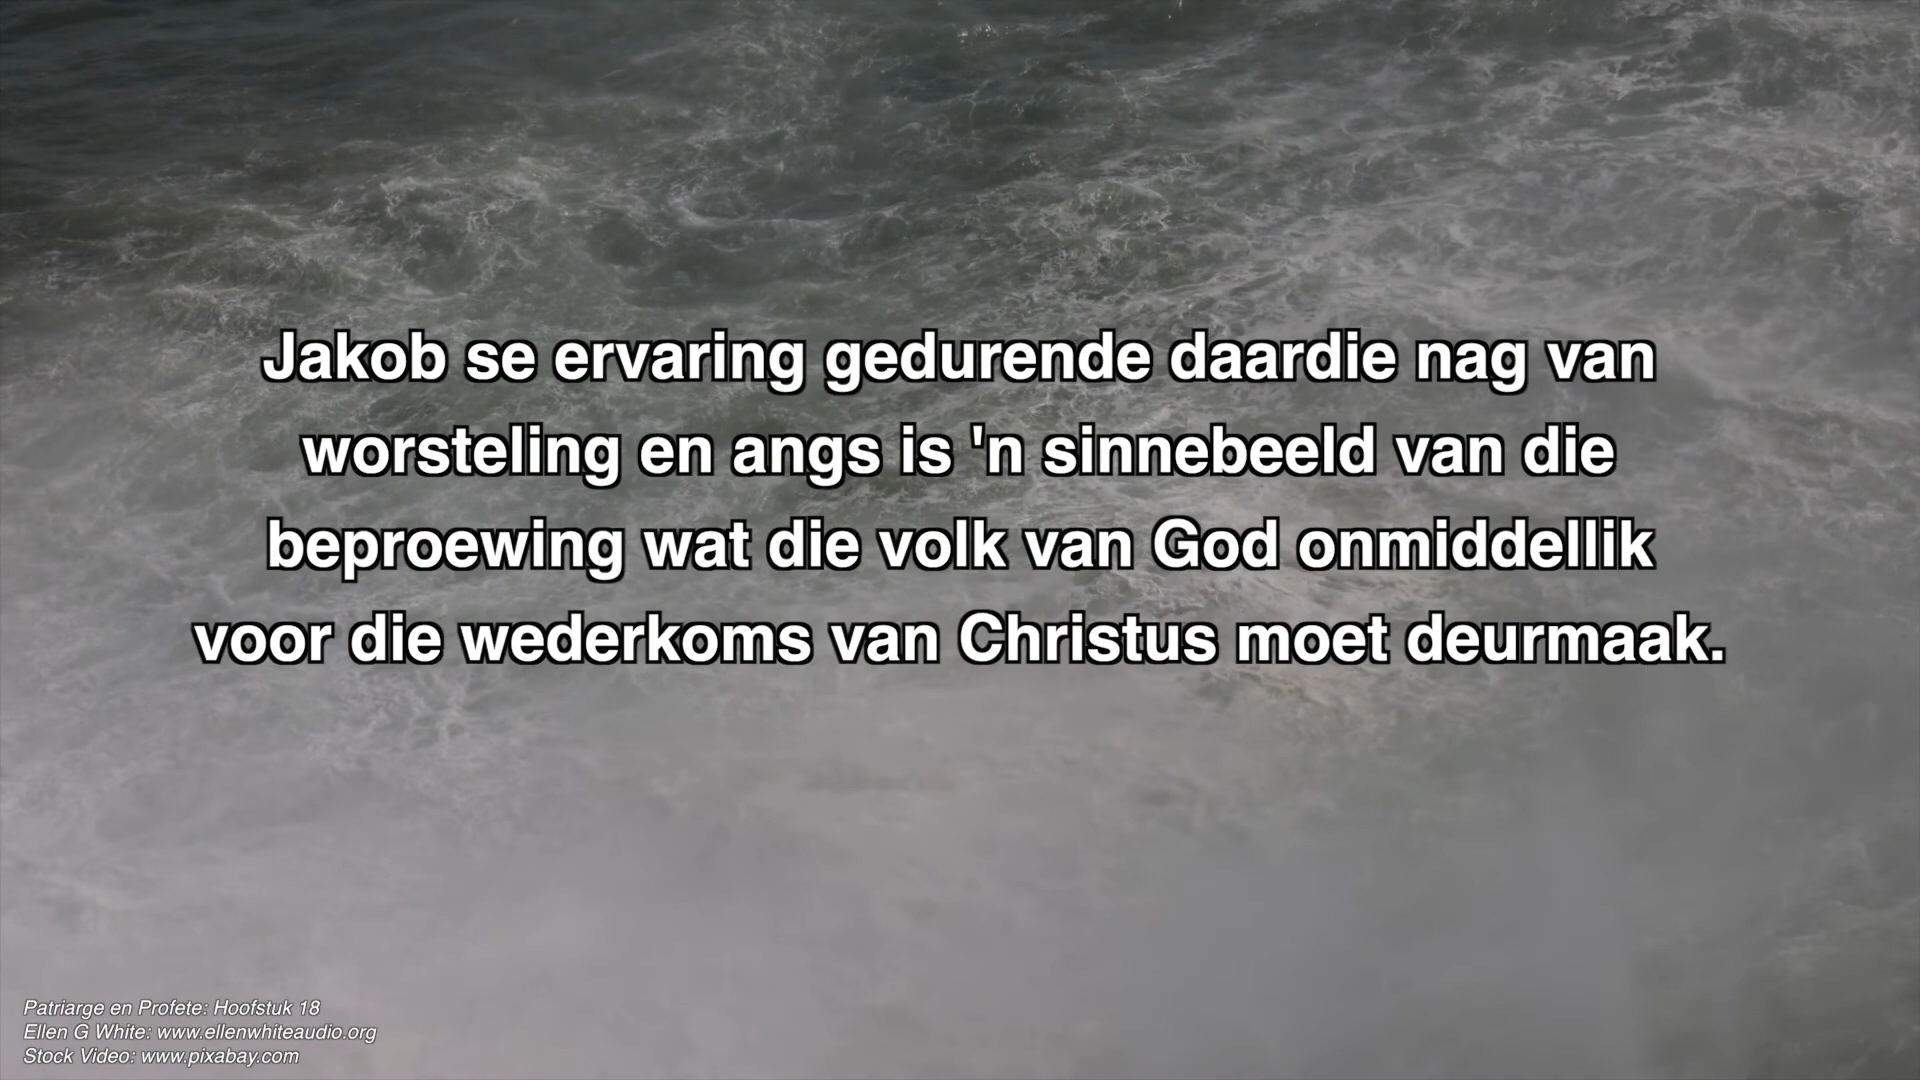 Jakob se ervaring gedurende daardie nag van
worsteling en angs is 'n sinnebeeld van die
beproewing wat die volk van God onmiddellik
voor die wederkoms van Christus moet deurmaak.
Patriarge en Profete: Hoofstuk 18
Ellen G White: www.ellenwhiteaudio.org
Stock Video: www.pixabay.com